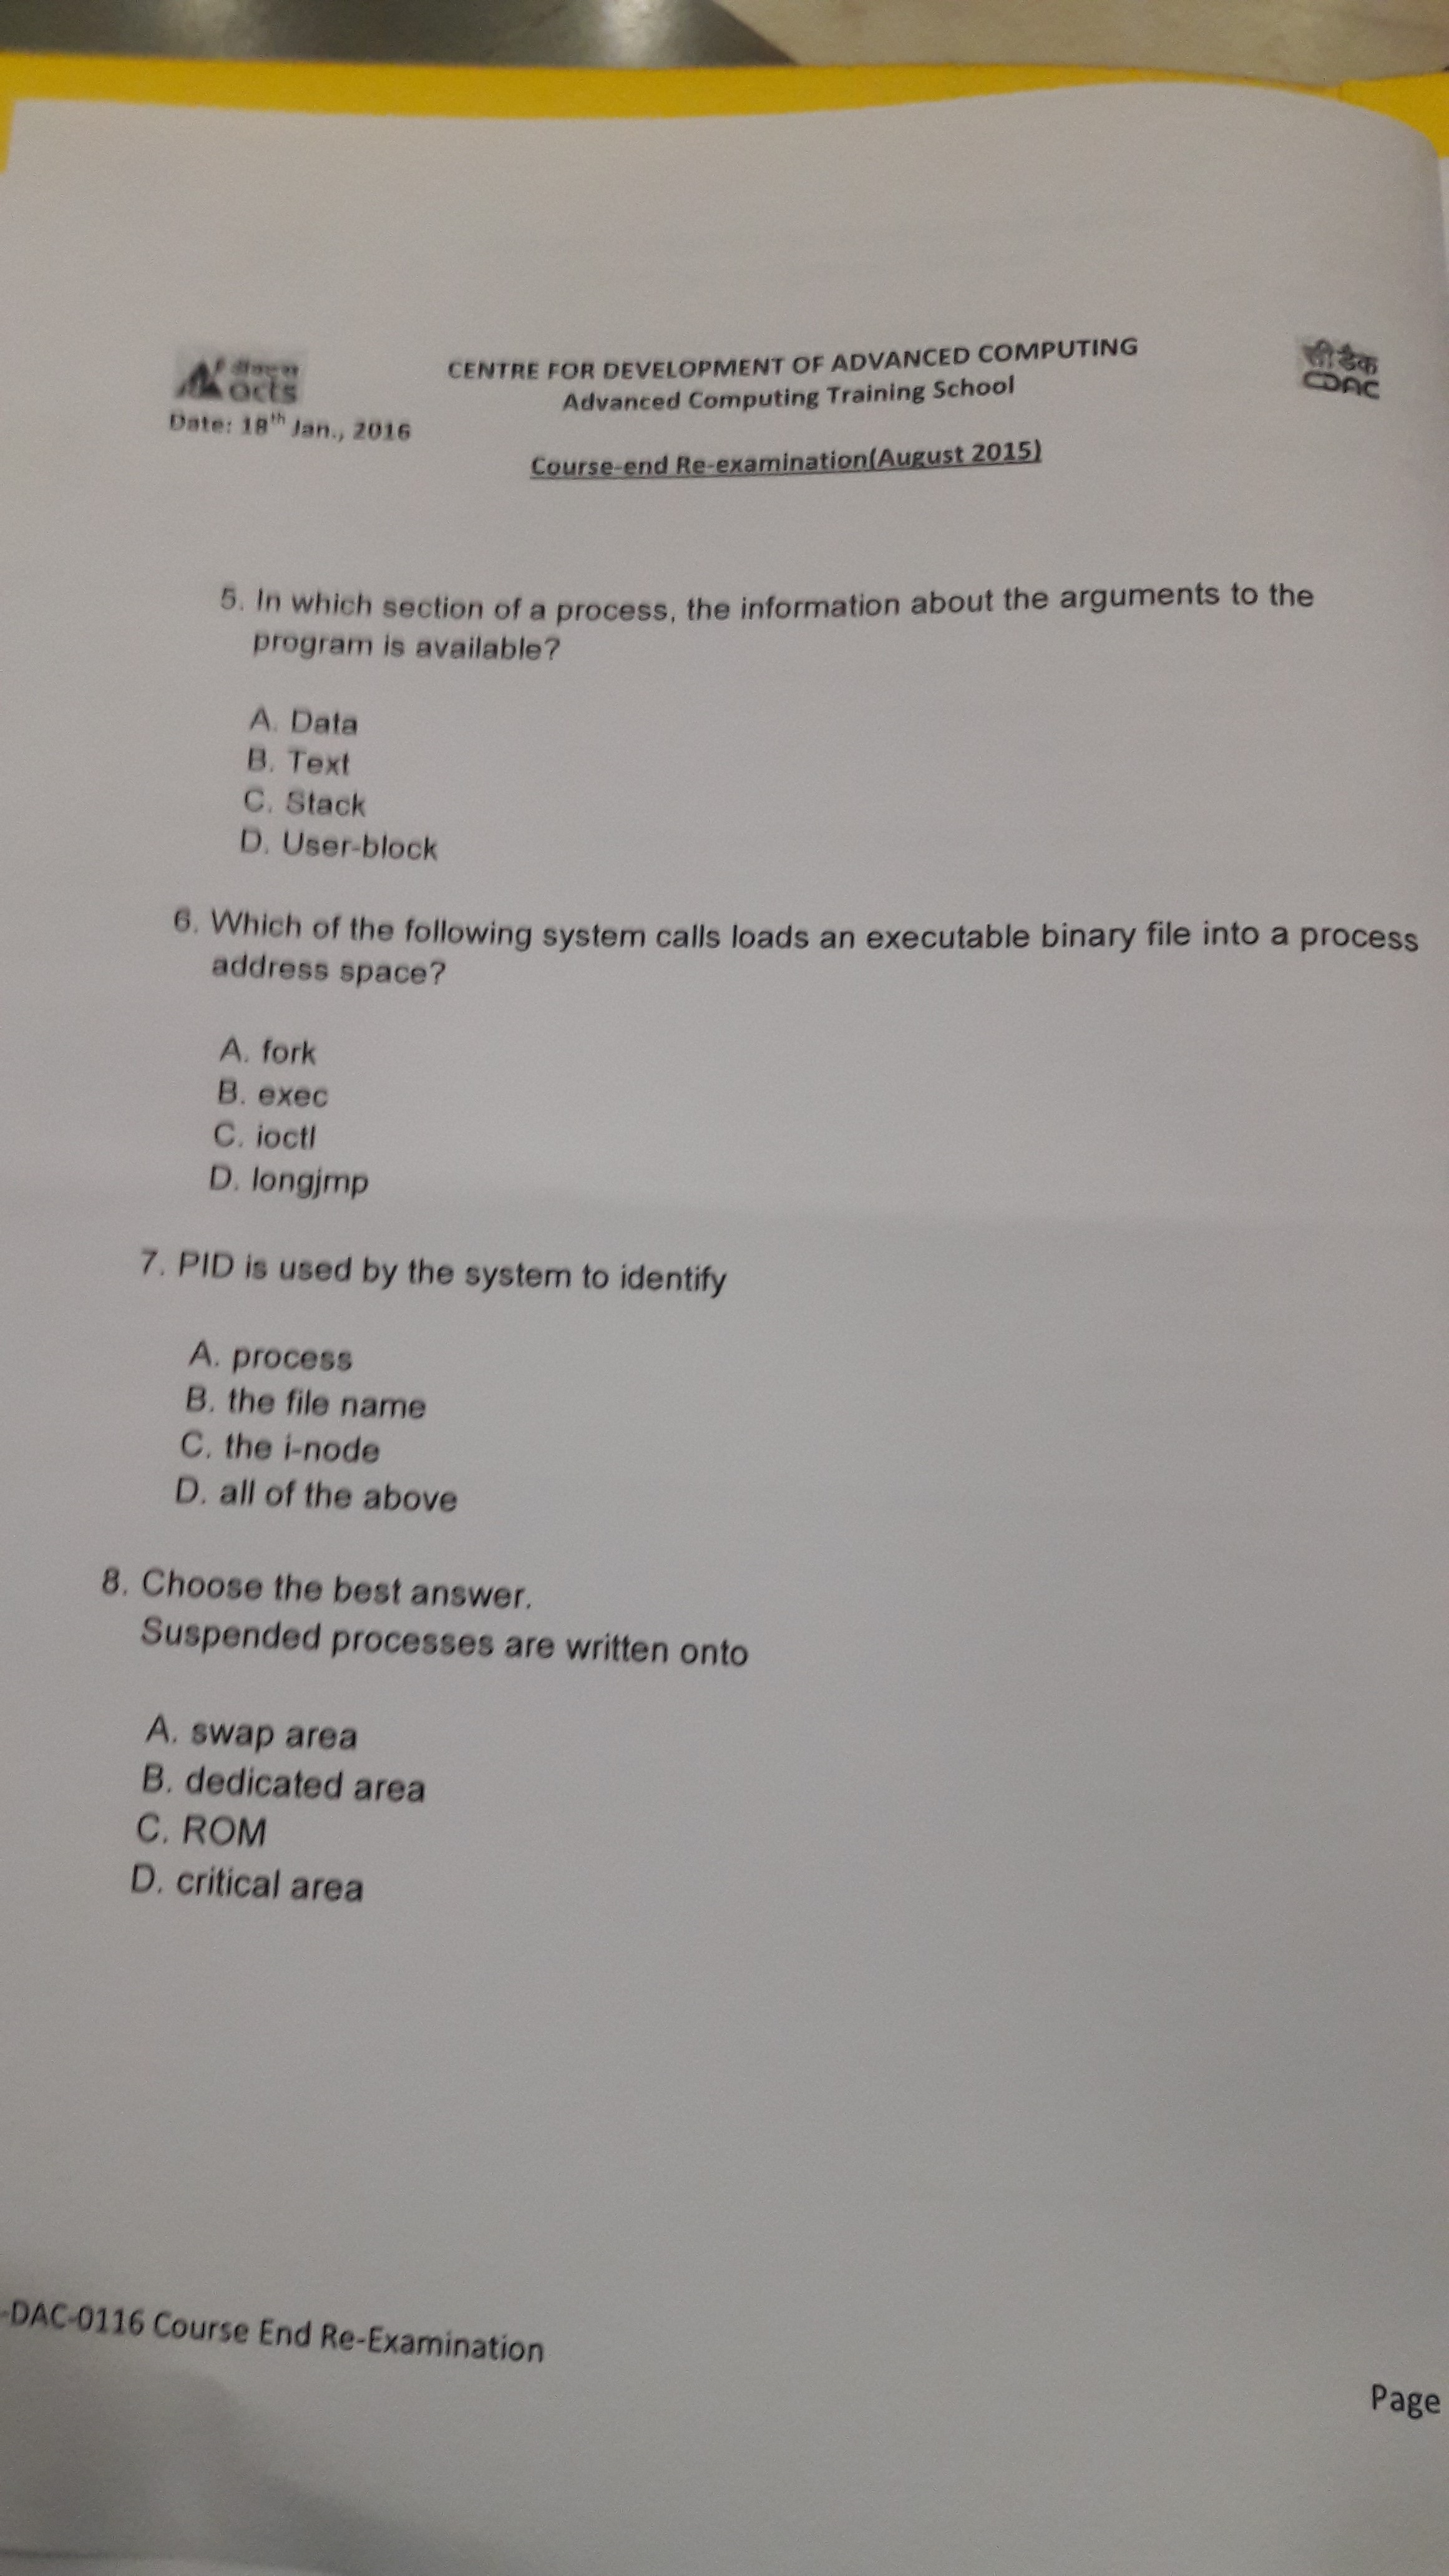 एक्ट्स
acts
Date: 18th Jan., 2016
CENTRE FOR DEVELOPMENT OF ADVANCED COMPUTING
Advanced Computing Training School
सी डैक
CDAC
Course-end Re-examination(August 2015)
5. In which section of a process, the information about the arguments to the
program is available?
A. Data
B. Text
C. Stack
D. User-block
6. Which of the following system calls loads an executable binary file into a process
address space?
A. fork
B. exec
C. ioctl
D. longjmp
7. PID is used by the system to identify
A. process
B. the file name
C. the i-node
D. all of the above
8. Choose the best answer.
Suspended processes are written onto
A. swap area
B. dedicated area
C. ROM
D. critical area
-DAC-0116 Course End Re-Examination
Page